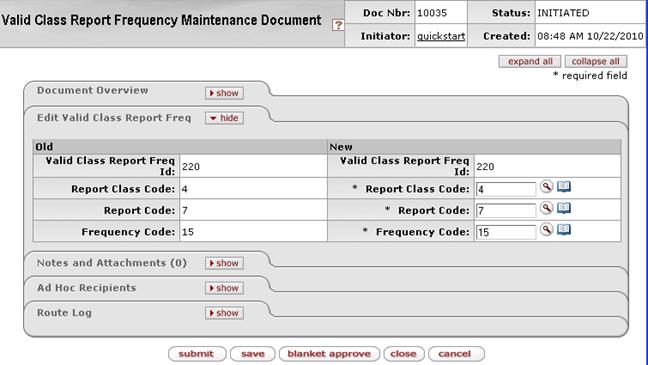 Valid Class Report Frequency Maintenance Document ?
Doc Nbr: 10035 Status: INITIATED
Initiator: quickstart Created: 08:48 AM 10/22/2010
expand all collapse all
* required field
Document Overview show
Edit Valid Class Report Freq hide
Old New
Valid Class Report Freq Id: 220 Valid Class Report Freq Id: 220
Report Class Code: 4 * Report Class Code: 4
Report Code: 7 * Report Code: 7
Frequency Code: 15 * Frequency Code: 15
Notes and Attachments (0) show
Ad Hoc Recipients show
Route Log show
submit save blanket approve close cancel